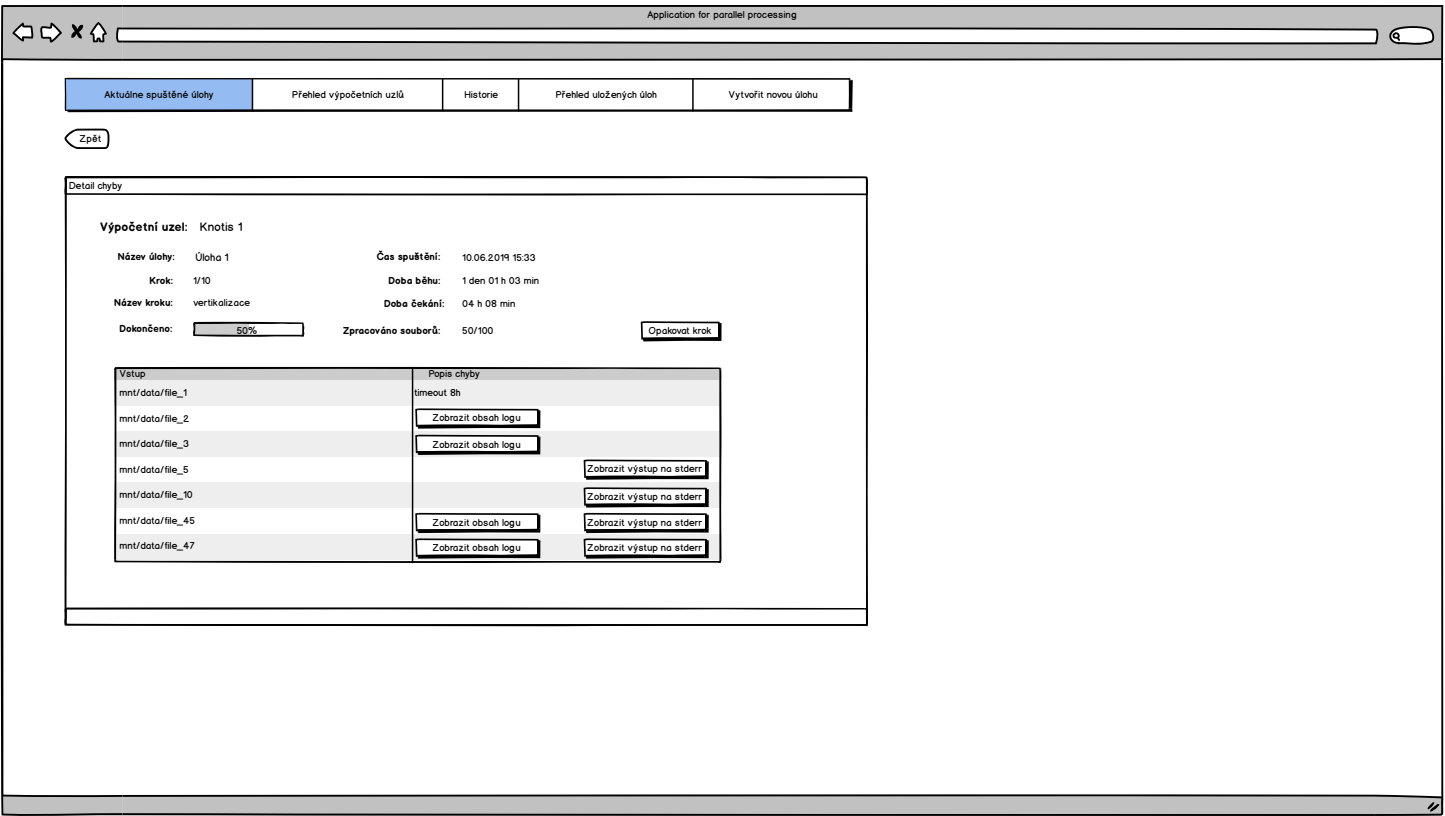 Application for parallel processing
Aktuálne spuštěné úlohy Přehled výpočetních uzlů Historie Přehled uložených úloh Vytvořit novou úlohu
Zpět
Detail chyby
Výpočetní uzel: Knotis 1
Název úlohy: Úloha 1 Čas spuštění: 10.06.2019 15:33
Krok: 1/10 Doba běhu: 1 den 01 h 03 min
Název kroku: vertikalizace Doba čekání: 04 h 08 min
Dokončeno: 50% Zpracováno souborů: 50/100 Opakovat krok
Vstup Popis chyby
mnt/data/file_1 timeout 8h
mnt/data/file_2 Zobrazit obsah logu
mnt/data/file_3 Zobrazit obsah logu
mnt/data/file_5 Zobrazit výstup na stderr
mnt/data/file_10 Zobrazit výstup na stderr
mnt/data/file_45 Zobrazit obsah logu Zobrazit výstup na stderr
mnt/data/file_47 Zobrazit obsah logu Zobrazit výstup na stderr